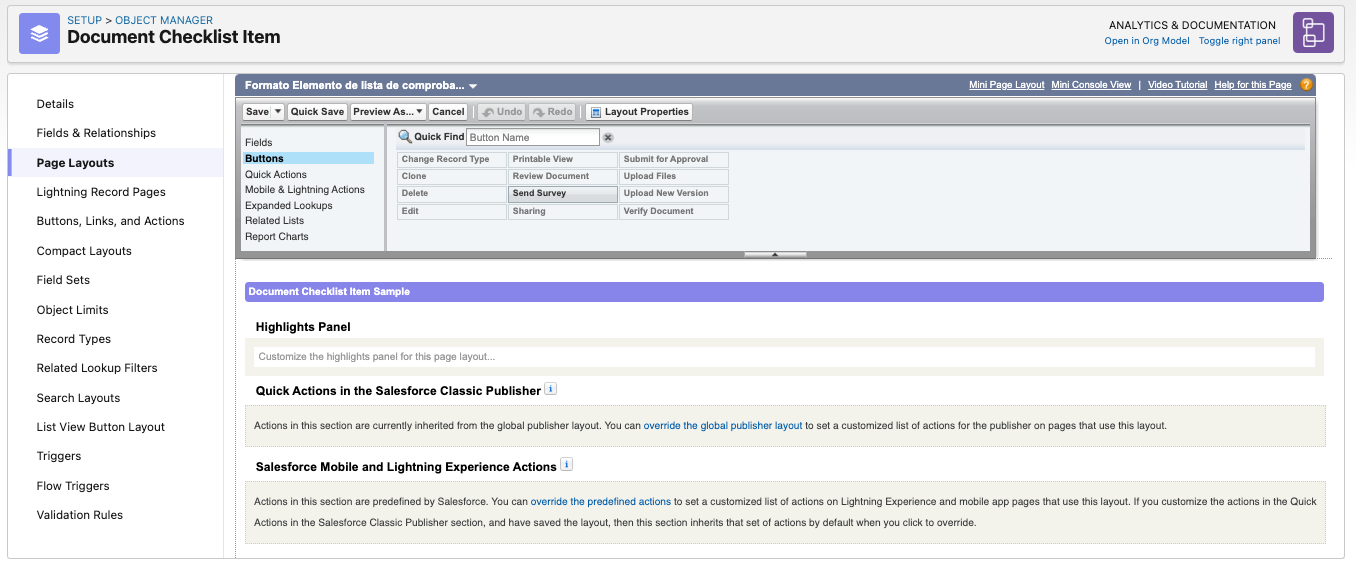 SETUP > OBJECT MANAGER
Document Checklist Item
ANALYTICS & DOCUMENTATION
Open in Org Model Toggle right panel
Details
Fields & Relationships
Page Layouts
Lightning Record Pages
Buttons, Links, and Actions
Compact Layouts
Field Sets
Object Limits
Record Types
Related Lookup Filters
Search Layouts
List View Button Layout
Triggers
Flow Triggers
Validation Rules
Formato Elemento de lista de comproba...
Mini Page Layout Mini Console View | Video Tutorial Help for this Page ?
Save Quick Save Preview As... Cancel Undo Redo Layout Properties
Fields
Buttons
Quick Actions
Mobile & Lightning Actions
Expanded Lookups
Related Lists
Report Charts
Quick Find Button Name
Change Record Type Printable View Submit for Approval
Clone Review Document Upload Files
Delete Send Survey Upload New Version
Edit Sharing Verify Document
Document Checklist Item Sample
Highlights Panel
Customize the highlights panel for this page layout...
Quick Actions in the Salesforce Classic Publisher i
Actions in this section are currently inherited from the global publisher layout. You can override the global publisher layout to set a customized list of actions for the publisher on pages that use this layout.
Salesforce Mobile and Lightning Experience Actions i
Actions in this section are predefined by Salesforce. You can override the predefined actions to set a customized list of actions on Lightning Experience and mobile app pages that use this layout. If you customize the actions in the Quick
Actions in the Salesforce Classic Publisher section, and have saved the layout, then this section inherits that set of actions by default when you click to override.